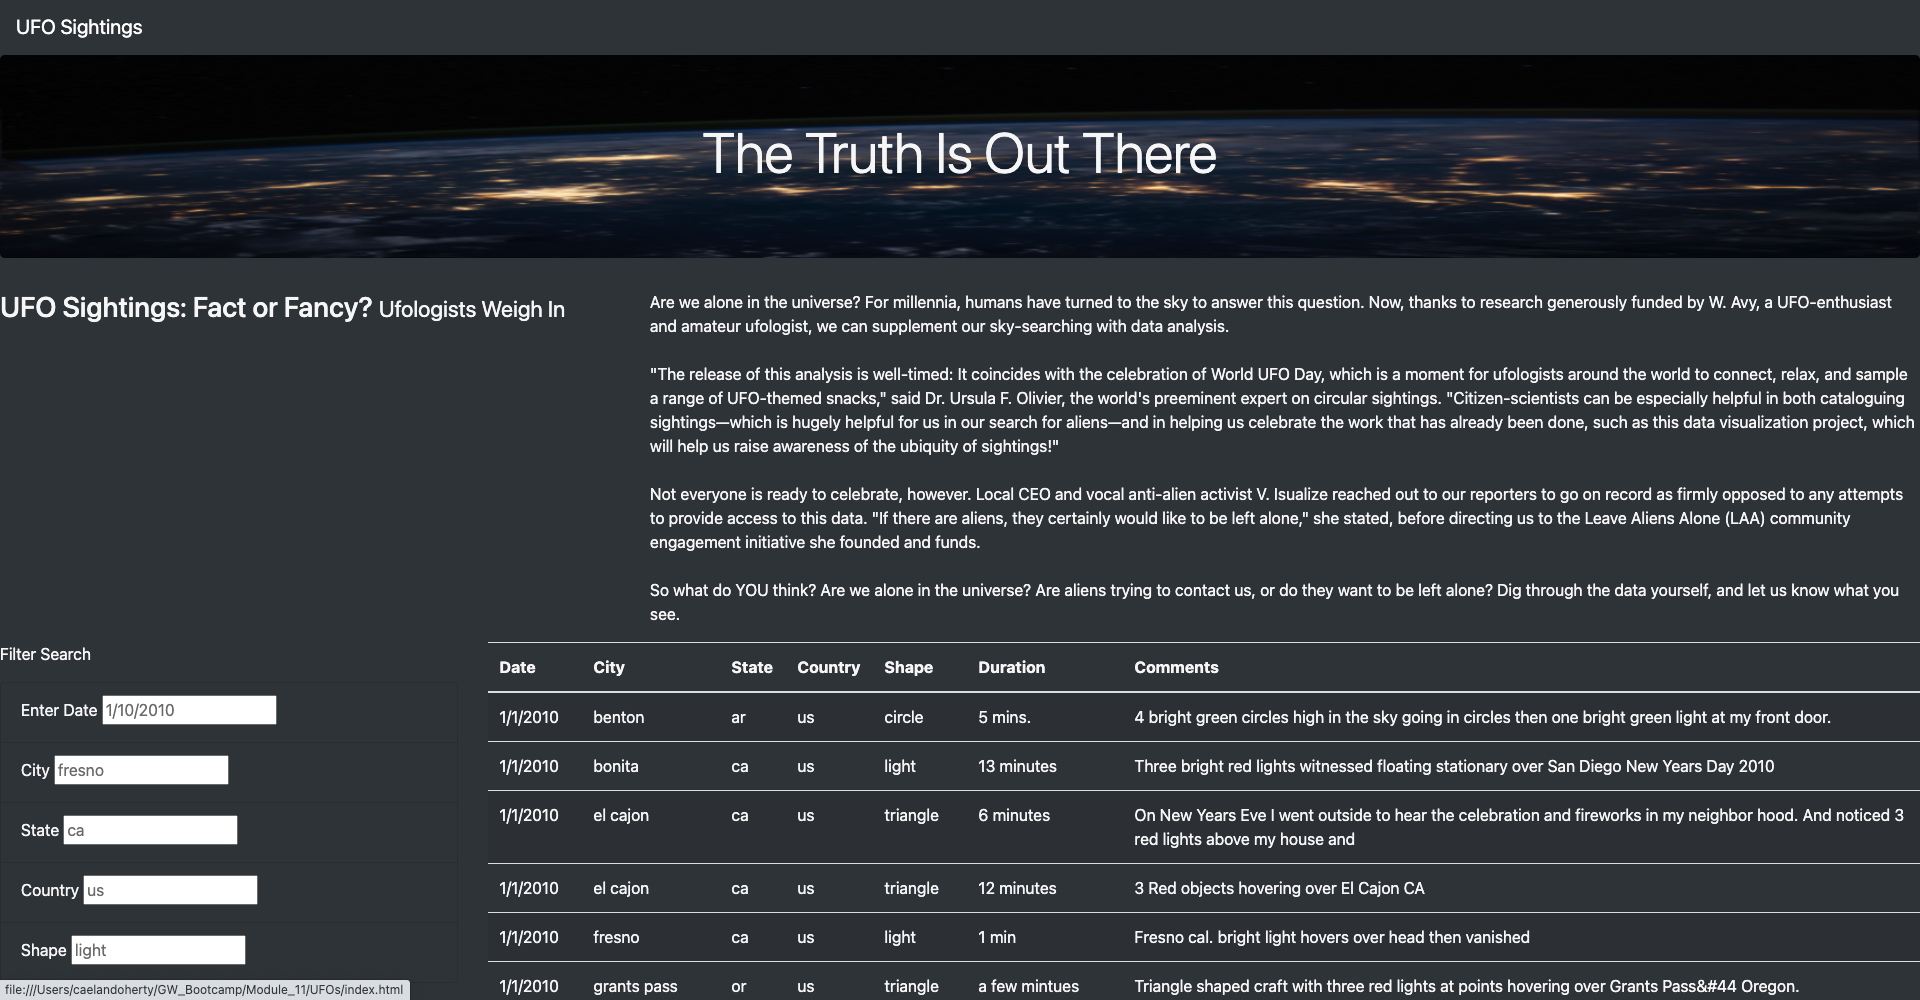 UFO Sightings
The Truth Is Out There
UFO Sightings: Fact or Fancy? Ufologists Weigh In
Are we alone in the universe? For millennia, humans have turned to the sky to answer this question. Now, thanks to research generously funded by W. Avy, a UFO-enthusiast
and amateur ufologist, we can supplement our sky-searching with data analysis.
"The release of this analysis is well-timed: It coincides with the celebration of World UFO Day, which is a moment for ufologists around the world to connect, relax, and sample
a range of UFO-themed snacks," said Dr. Ursula F. Olivier, the world's preeminent expert on circular sightings. "Citizen-scientists can be especially helpful in both cataloguing
sightings—which is hugely helpful for us in our search for aliens—and in helping us celebrate the work that has already been done, such as this data visualization project, which
will help us raise awareness of the ubiquity of sightings!"
Not everyone is ready to celebrate, however. Local CEO and vocal anti-alien activist V. Isualize reached out to our reporters to go on record as firmly opposed to any attempts
to provide access to this data. "If there are aliens, they certainly would like to be left alone," she stated, before directing us to the Leave Aliens Alone (LAA) community
engagement initiative she founded and funds.
So what do YOU think? Are we alone in the universe? Are aliens trying to contact us, or do they want to be left alone? Dig through the data yourself, and let us know what you
see.
Filter Search
Enter Date 1/10/2010
City fresno
State ca
Country us
Shape light
Date City State Country Shape Duration Comments
1/1/2010 benton ar us circle 5 mins. 4 bright green circles high in the sky going in circles then one bright green light at my front door.
1/1/2010 bonita ca us light 13 minutes Three bright red lights witnessed floating stationary over San Diego New Years Day 2010
1/1/2010 el cajon ca us triangle 6 minutes On New Years Eve I went outside to hear the celebration and fireworks in my neighbor hood. And noticed 3
red lights above my house and
1/1/2010 el cajon ca us triangle 12 minutes 3 Red objects hovering over El Cajon CA
1/1/2010 fresno ca us light 1 min Fresno cal. bright light hovers over head then vanished
1/1/2010 grants pass or us triangle a few mintues Triangle shaped craft with three red lights at points hovering over Grants Pass&#44 Oregon.
file:///Users/caelandoherty/GW_Bootcamp/Module_11/UFOs/index.html